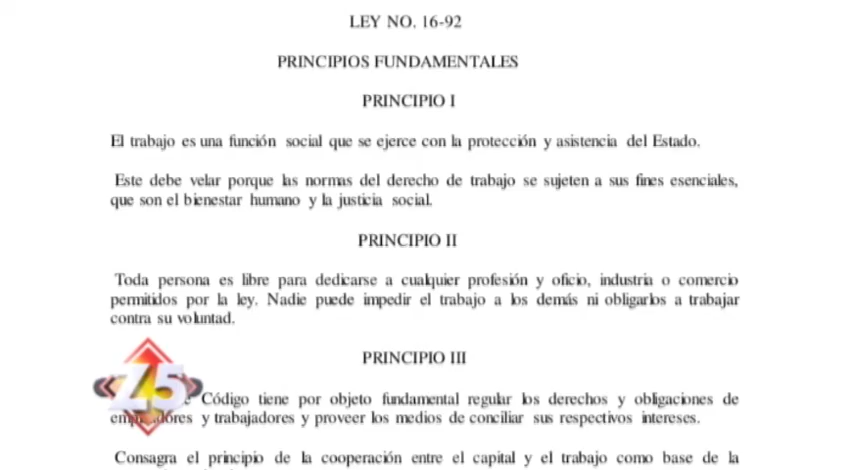 LEY NO. 16-92
PRINCIPIOS FUNDAMENTALES
PRINCIPIO I
El trabajo es una función social que se ejerce con la protección y asistencia del Estado.
Este debe velar porque las normas del derecho de trabajo se sujeten a sus fines esenciales,
que son el bienestar humano y la justicia social.
PRINCIPIO II
Toda persona es libre para dedicarse a cualquier profesión y oficio, industria o comercio
permitidos por la ley. Nadie puede impedir el trabajo a los demás ni obligarlos a trabajar
contra su voluntad.
PRINCIPIO III
Z5
Código tiene por objeto fundamental regular los derechos y obligaciones de
y trabajadores y proveer los medios de conciliar sus respectivos intereses.
Consagra el principio de la cooperación entre el capital y el trabajo como base de la